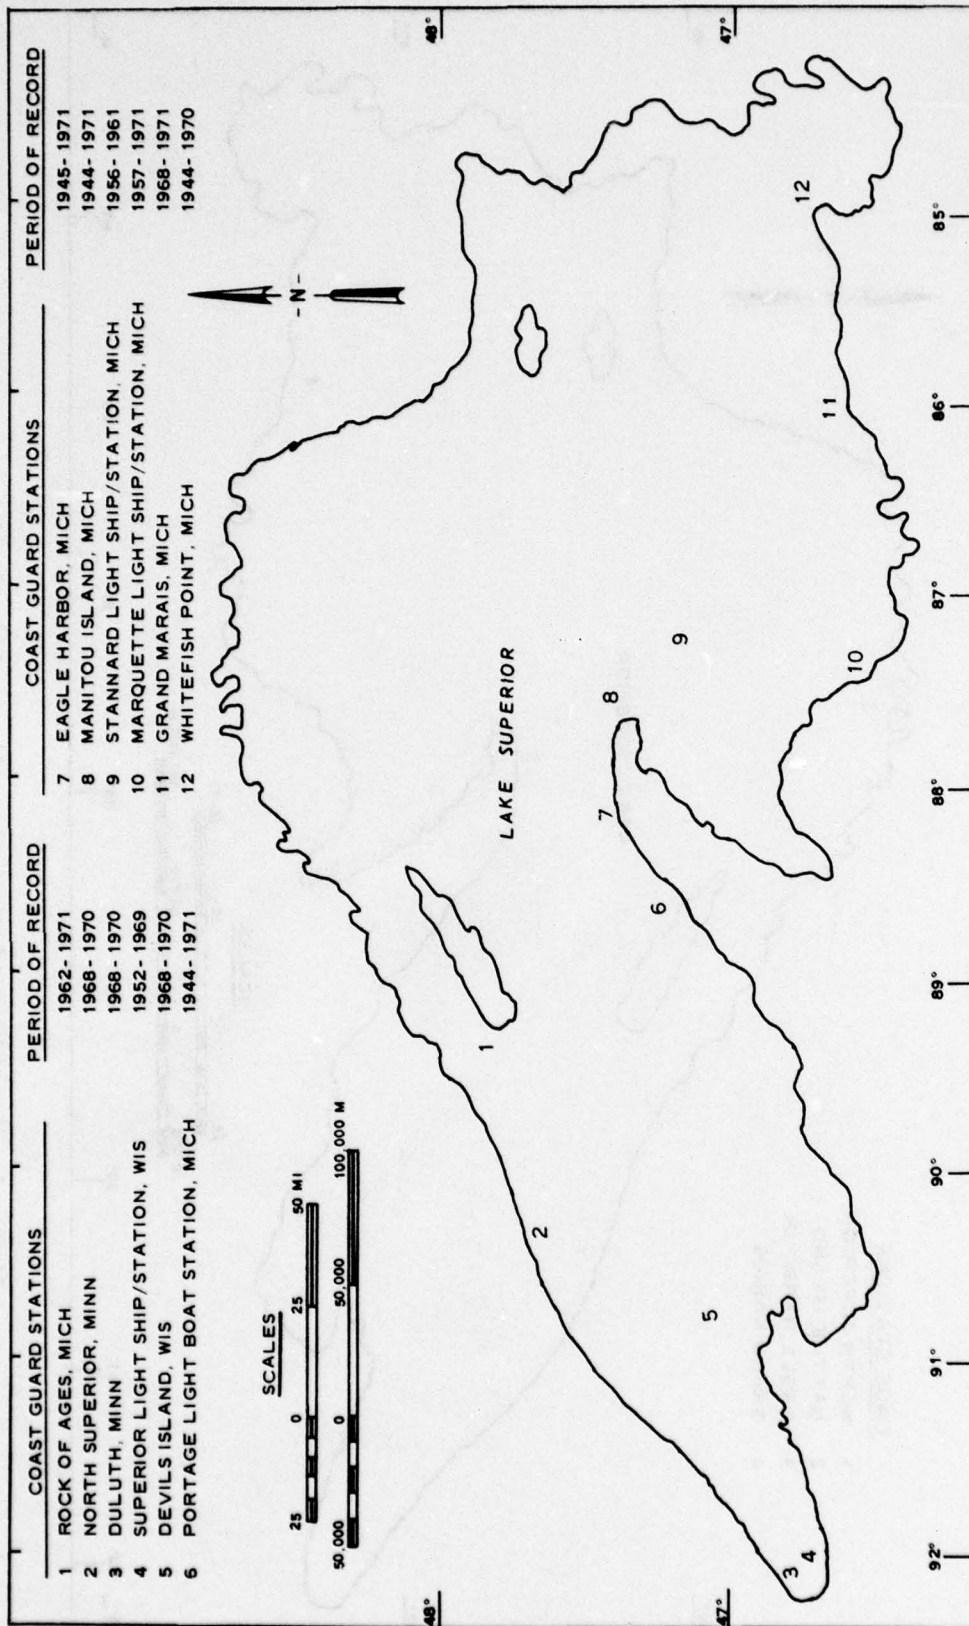 COAST GUARD STATIONS
PERIOD OF RECORD
1 ROCK OF AGES, MICH 1962-1971
2 NORTH SUPERIOR, MINN 1968-1970
3 DULUTH, MINN 1968-1970
4 SUPERIOR LIGHT SHIP/STATION, WIS 1952-1969
5 DEVILS ISLAND, WIS 1968-1970
6 PORTAGE LIGHT BOAT STATION, MICH 1944-1971
COAST GUARD STATIONS
PERIOD OF RECORD
7 EAGLE HARBOR, MICH 1945-1971
8 MANITOU ISLAND, MICH 1944-1971
9 STANNARD LIGHT SHIP/STATION, MICH 1956-1961
10 MARQUETTE LIGHT SHIP/STATION, MICH 1957-1971
11 GRAND MARAIS, MICH 1968-1971
12 WHITEFISH POINT, MICH 1944-1970
SCALES
25 0 25 50 MI
50,000 0 50,000 100,000 M
-N-
48°
48°
1
LAKE SUPERIOR
2
7
8
6
9
5
47°
47°
3
4
10
11
12
92° 91° 90° 89° 88° 87° 86° 85°